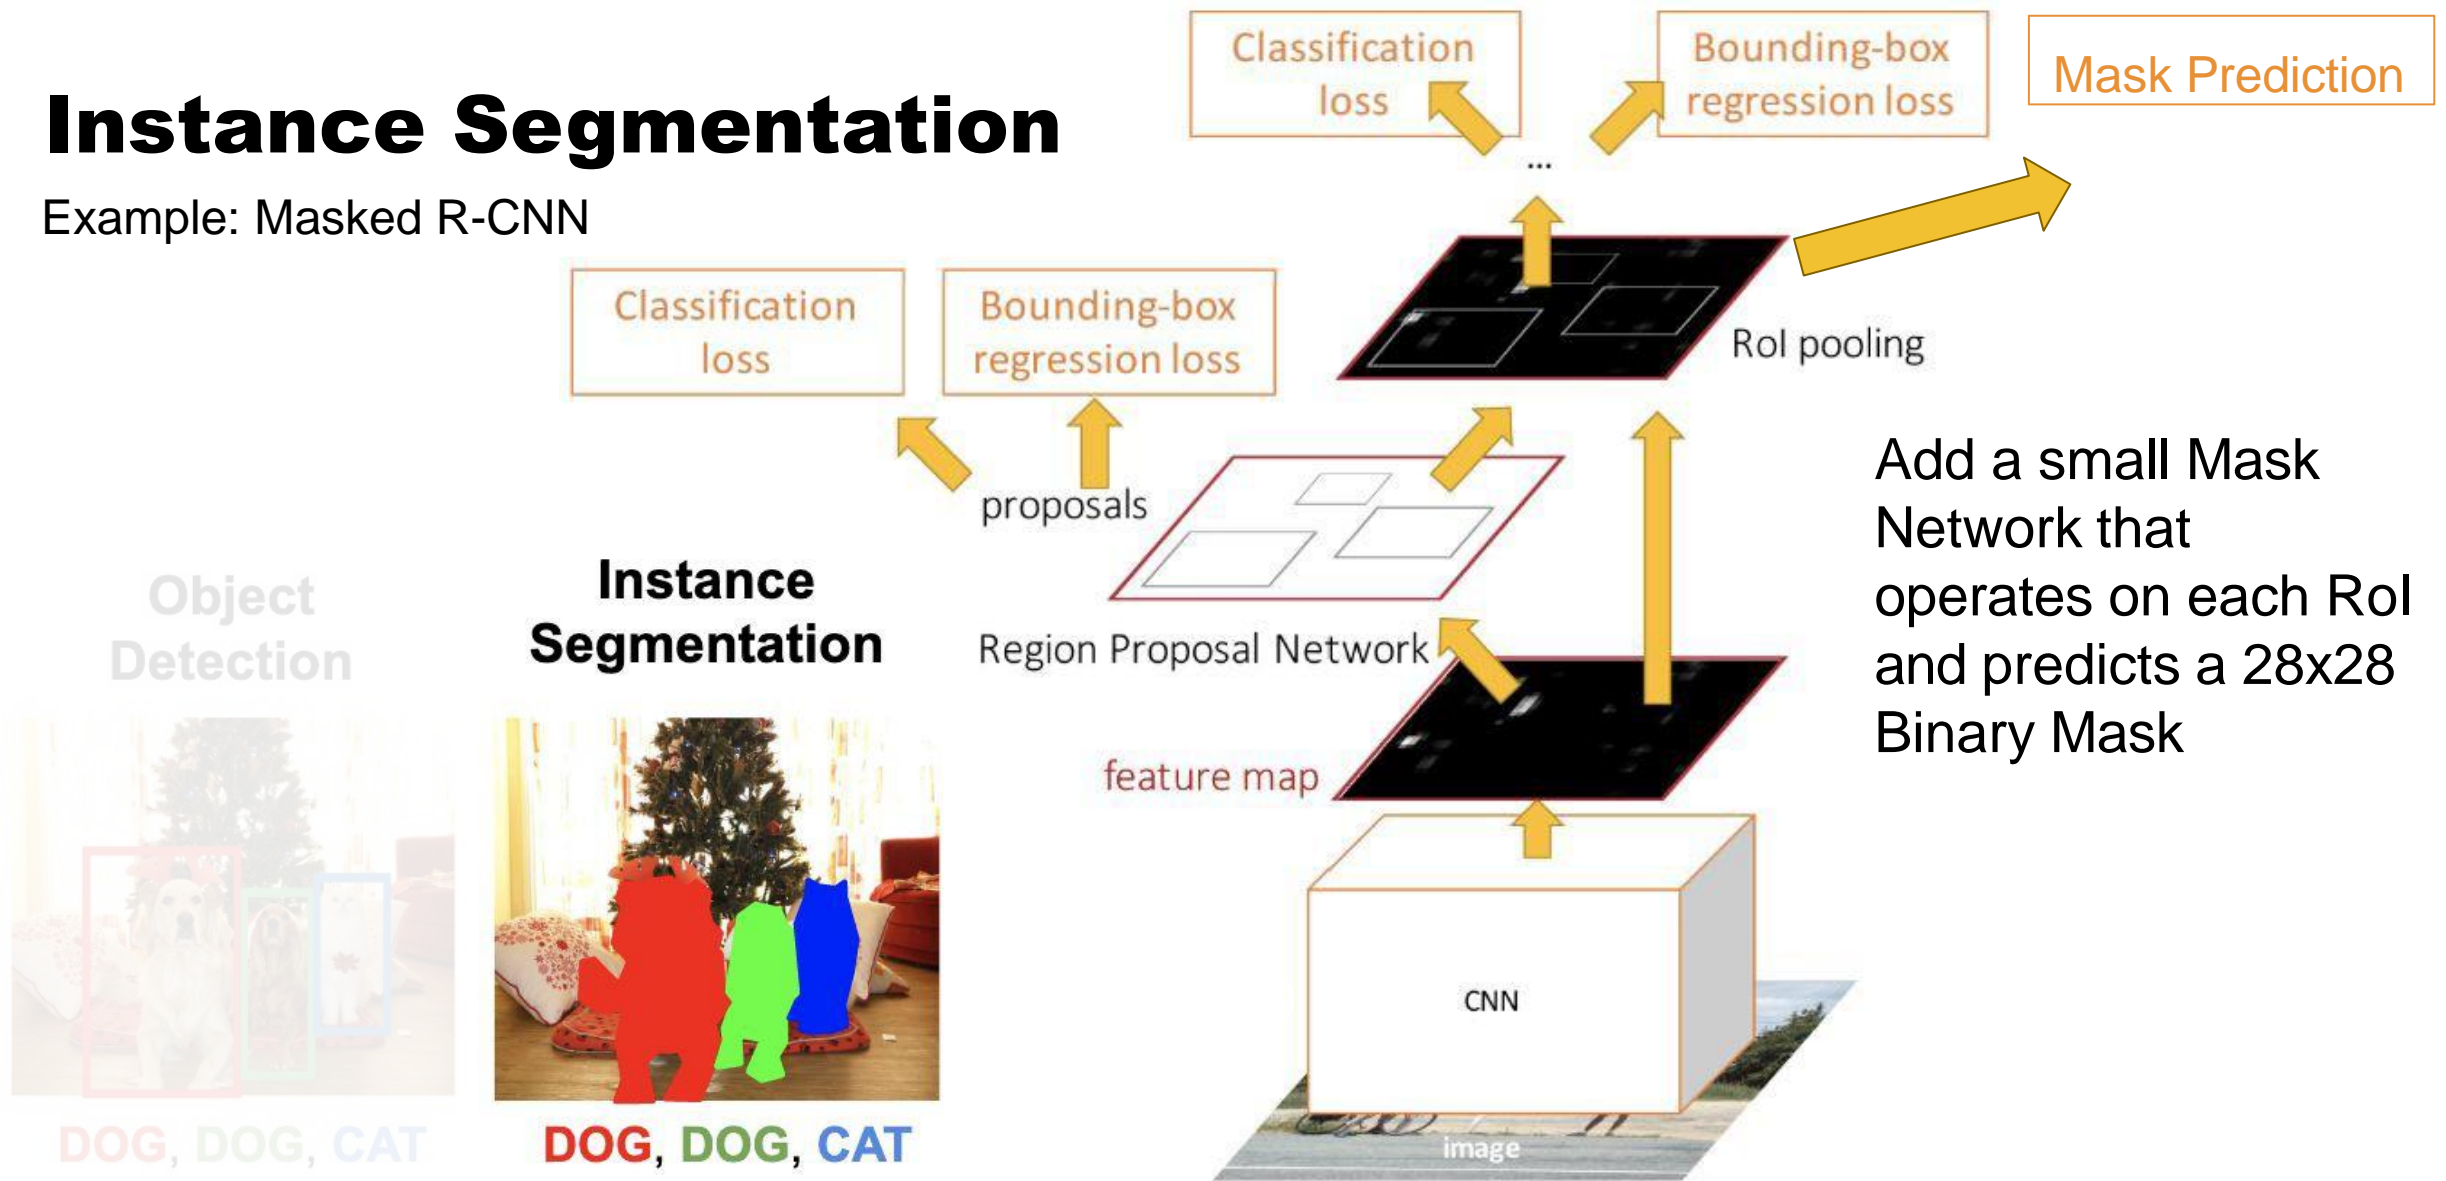 Instance Segmentation
Example: Masked R-CNN
Classification
loss
Bounding-box
regression loss
Mask Prediction
...
RoI pooling
Classification
loss
Bounding-box
regression loss
proposals
Region Proposal Network
feature map
CNN
image
Add a small Mask
Network that
operates on each RoI
and predicts a 28x28
Binary Mask
Object
Detection
DOG, DOG, CAT
Instance
Segmentation
DOG, DOG, CAT